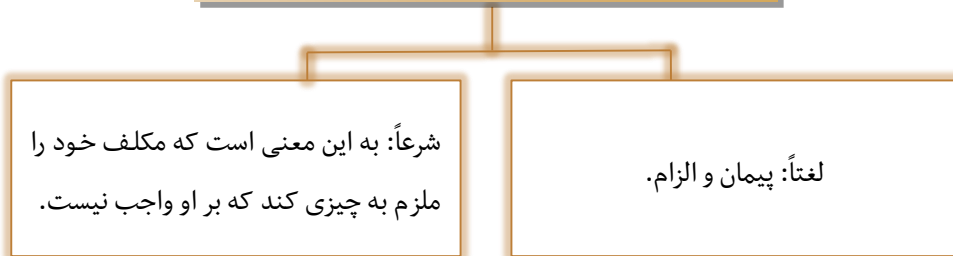 لغتاً: پیمان و الزام.
شرعاً: به این معنی است که مکلف خود را
ملزم به چیزی کند که بر او واجب نیست.